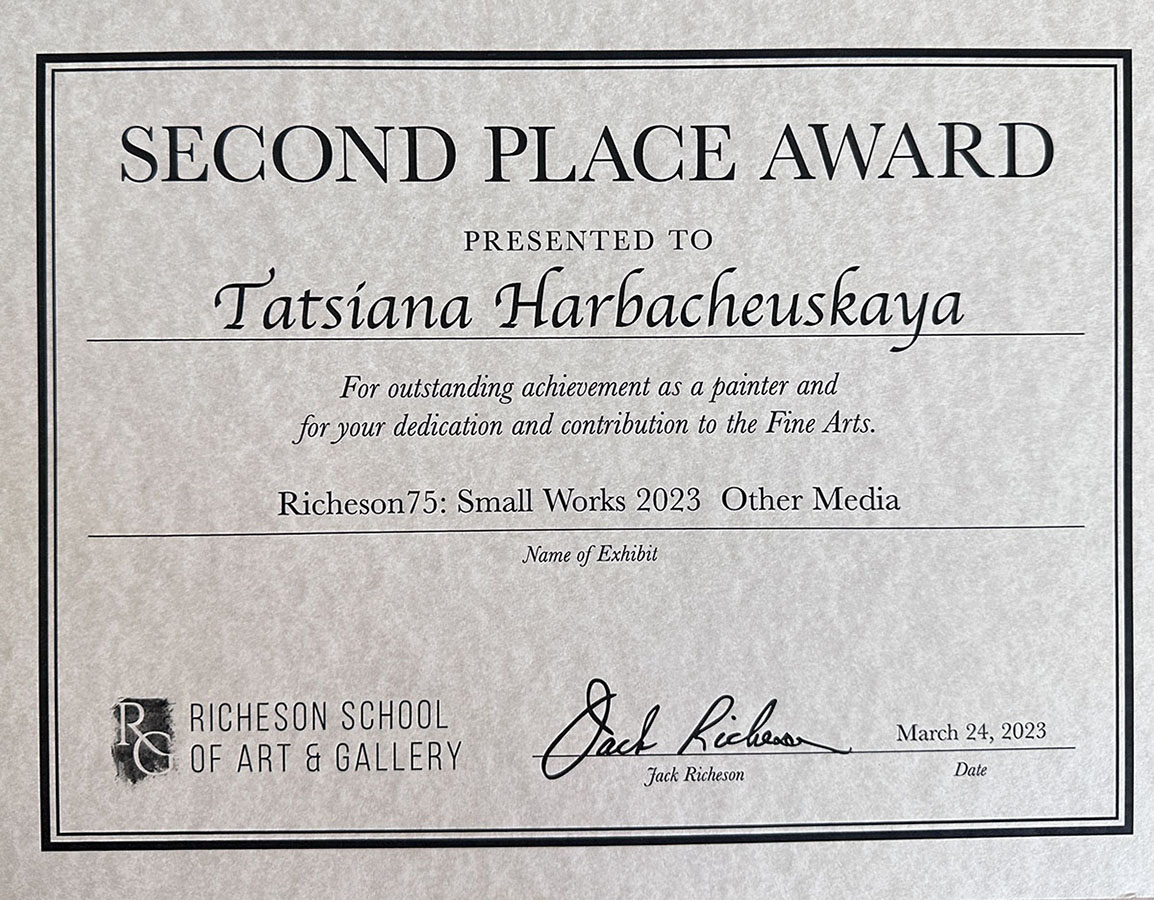 SECOND PLACE AWARD
PRESENTED TO
Tatsiana Harbacheuskaya
For outstanding achievement as a painter and
for your dedication and contribution to the Fine Arts.
Richeson75: Small Works 2023 Other Media
Name of Exhibit
RC
RICHESON SCHOOL
OF ART & GALLERY
Jack Richeson
Jack Richeson
March 24, 2023
Date